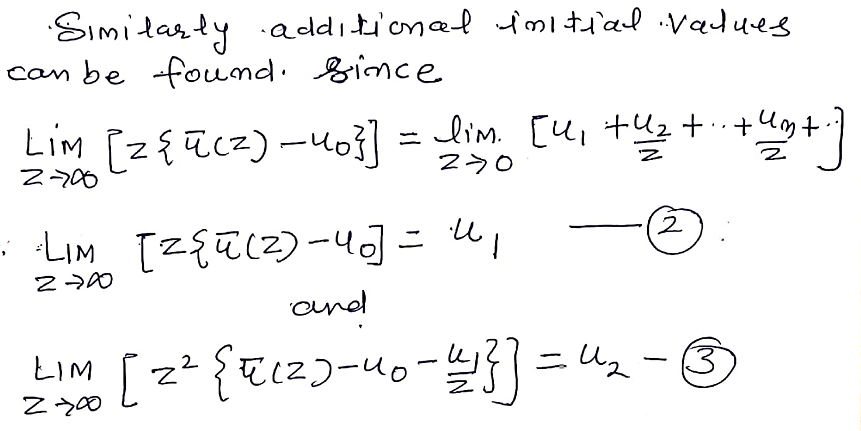 Similarly additional initial values
can be found. Since
Lim z→∞ [z{ū(z) – u₀}] = lim. z→0 [u₁ + u₂/z + ·· + uₙ/z + ··]
∴ Lim z→∞ [z{ū(z) – u₀] = u₁ —— ②
and
Lim z→∞ [z² {ū(z) – u₀ – u₁/z}] = u₂ – ③